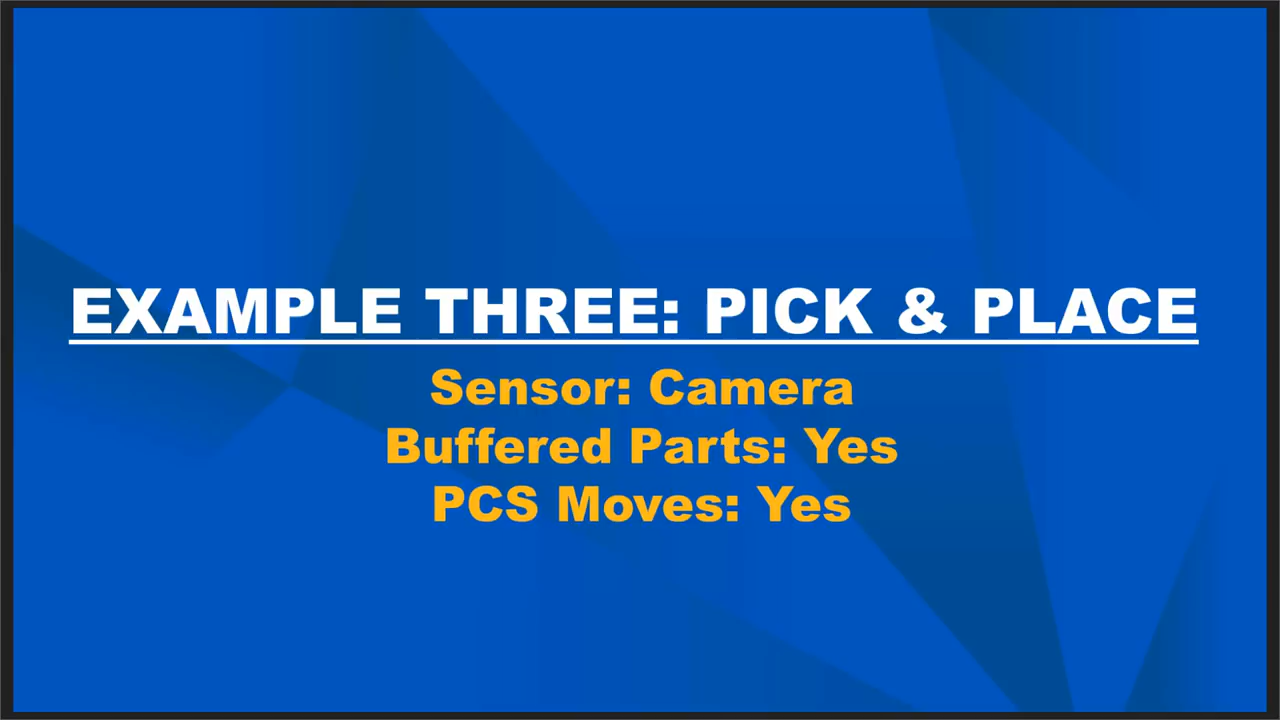 EXAMPLE THREE: PICK & PLACE
Sensor: Camera
Buffered Parts: Yes
PCS Moves: Yes